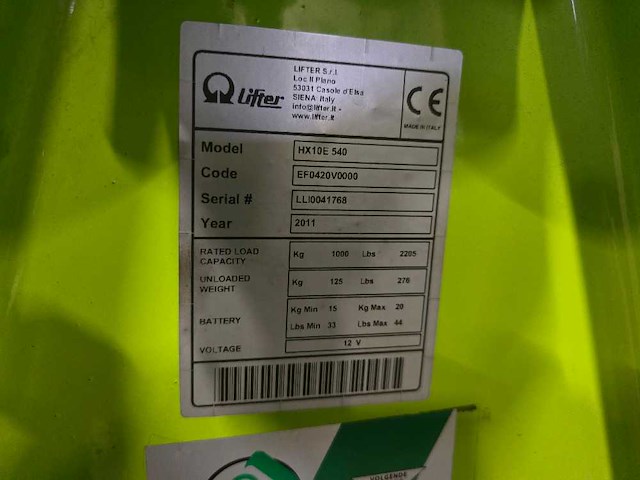 Lifter
LIFTER S.r.l.
Loc Il Piano
53031 Casole d'Elsa
SIENA Italy
info@lifter.it -
www.lifter.it
CE
MADE IN ITALY
Model HX10E 540
Code EF0420V0000
Serial # LLI0041768
Year 2011
RATED LOAD CAPACITY Kg 1000 Lbs 2205
UNLOADED WEIGHT Kg 125 Lbs 276
BATTERY Kg Min 15 Kg Max 20
Lbs Min 33 Lbs Max 44
VOLTAGE 12 V
VOLGENDE